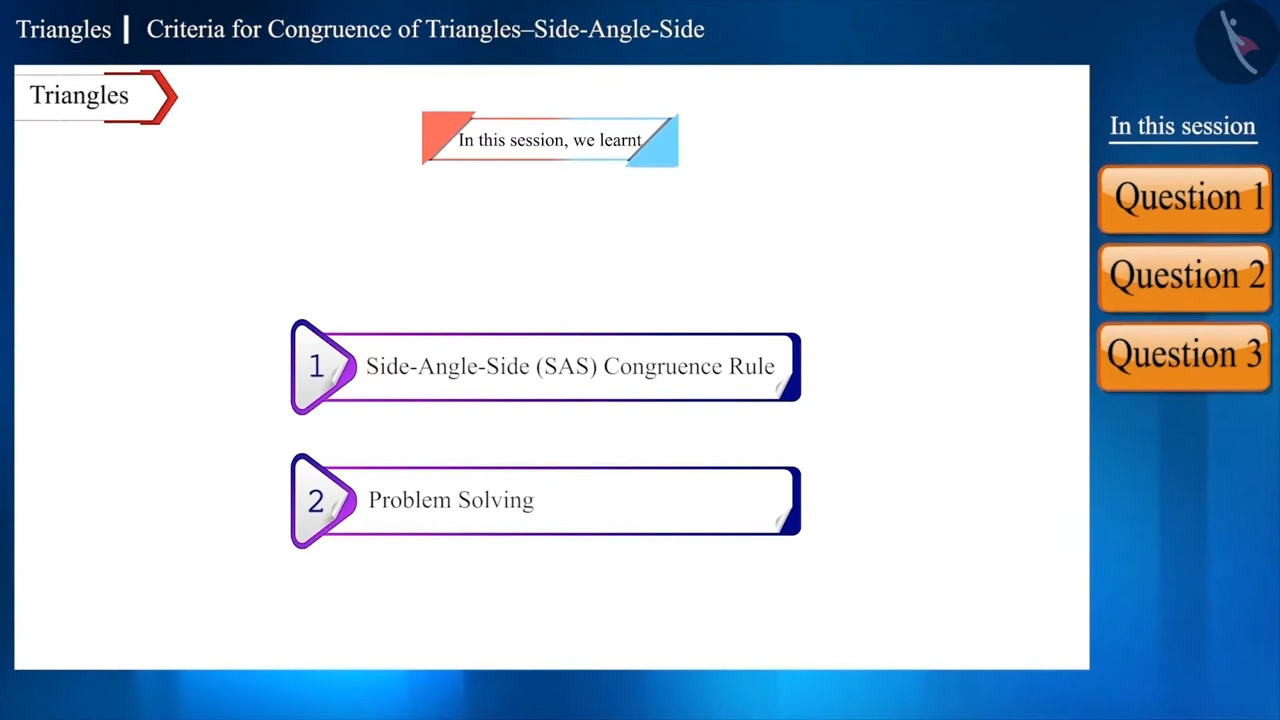 Triangles | Criteria for Congruence of Triangles–Side-Angle-Side
Triangles
In this session, we learnt
1 Side-Angle-Side (SAS) Congruence Rule
2 Problem Solving
In this session
Question 1
Question 2
Question 3